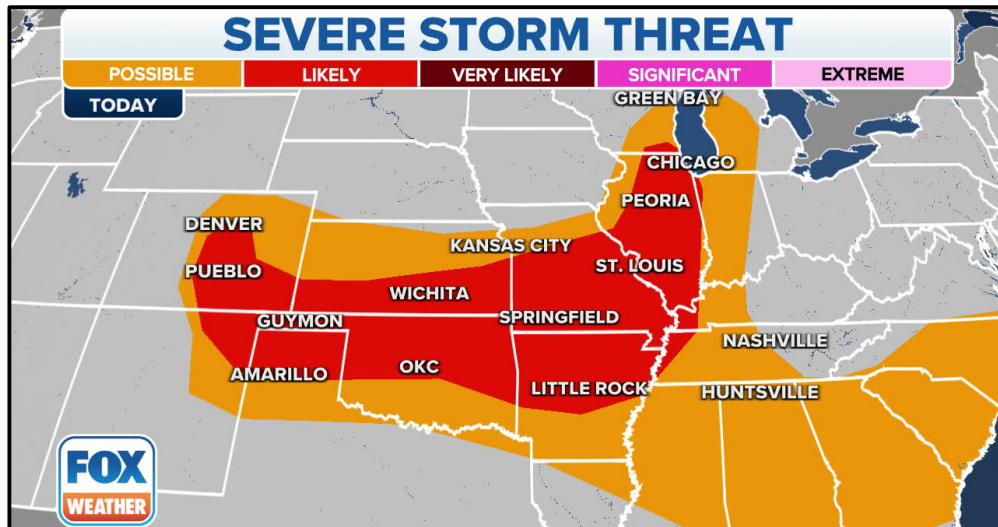 SEVERE STORM THREAT
POSSIBLE LIKELY VERY LIKELY SIGNIFICANT EXTREME
TODAY
GREEN BAY
CHICAGO
PEORIA
DENVER
KANSAS CITY
PUEBLO
ST. LOUIS
WICHITA
GUYMON
SPRINGFIELD
NASHVILLE
AMARILLO
OKC
LITTLE ROCK
HUNTSVILLE
FOX
WEATHER